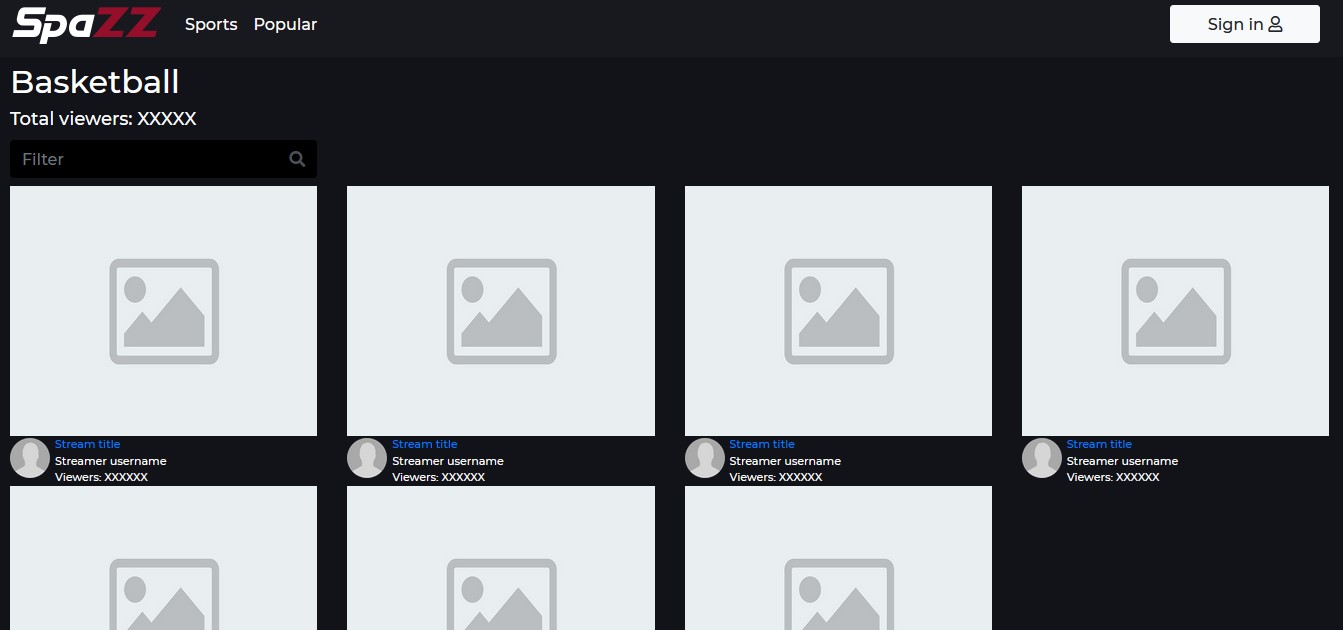 SpaZZ Sports Popular Sign in
Basketball
Total viewers: XXXXX
Filter
Stream title
Streamer username
Viewers: XXXXXX
Stream title
Streamer username
Viewers: XXXXXX
Stream title
Streamer username
Viewers: XXXXXX
Stream title
Streamer username
Viewers: XXXXXX